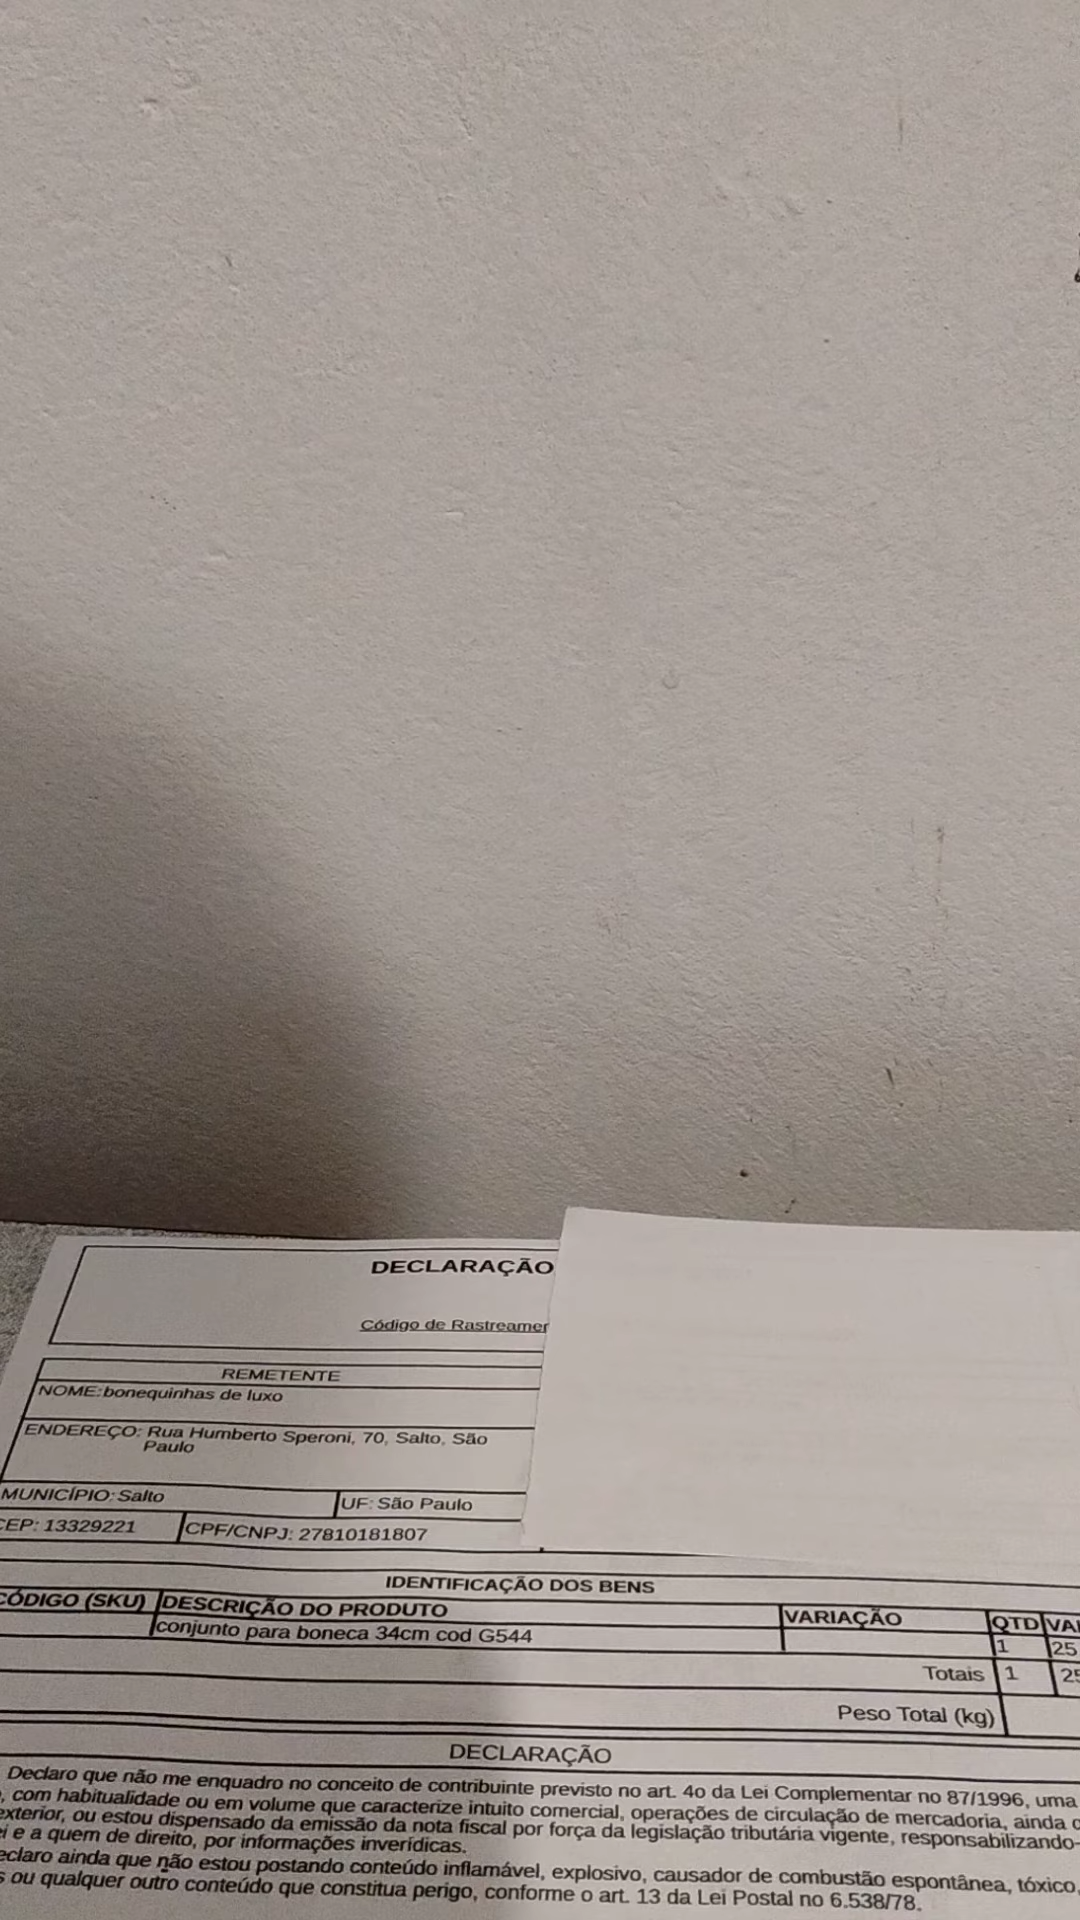 DECLARAÇÃO
Código de Rastreamer
REMETENTE
NOME: bonequinhas de luxo
ENDEREÇO: Rua Humberto Speroni, 70, Salto, São
Paulo
MUNICÍPIO: Salto UF: São Paulo
CEP: 13329221 CPF/CNPJ: 27810181807
IDENTIFICAÇÃO DOS BENS
CÓDIGO (SKU) DESCRIÇÃO DO PRODUTO VARIAÇÃO QTD VA
conjunto para boneca 34cm cod G544 1 25
Totais 1 25
Peso Total (kg)
DECLARAÇÃO
Declaro que não me enquadro no conceito de contribuinte previsto no art. 4o da Lei Complementar no 87/1996, uma
, com habitualidade ou em volume que caracterize intuito comercial, operações de circulação de mercadoria, ainda
exterior, ou estou dispensado da emissão da nota fiscal por força da legislação tributária vigente, responsabilizando-
ei e a quem de direito, por informações inverídicas.
eclaro ainda que não estou postando conteúdo inflamável, explosivo, causador de combustão espontânea, tóxico,
s ou qualquer outro conteúdo que constitua perigo, conforme o art. 13 da Lei Postal no 6.538/78.